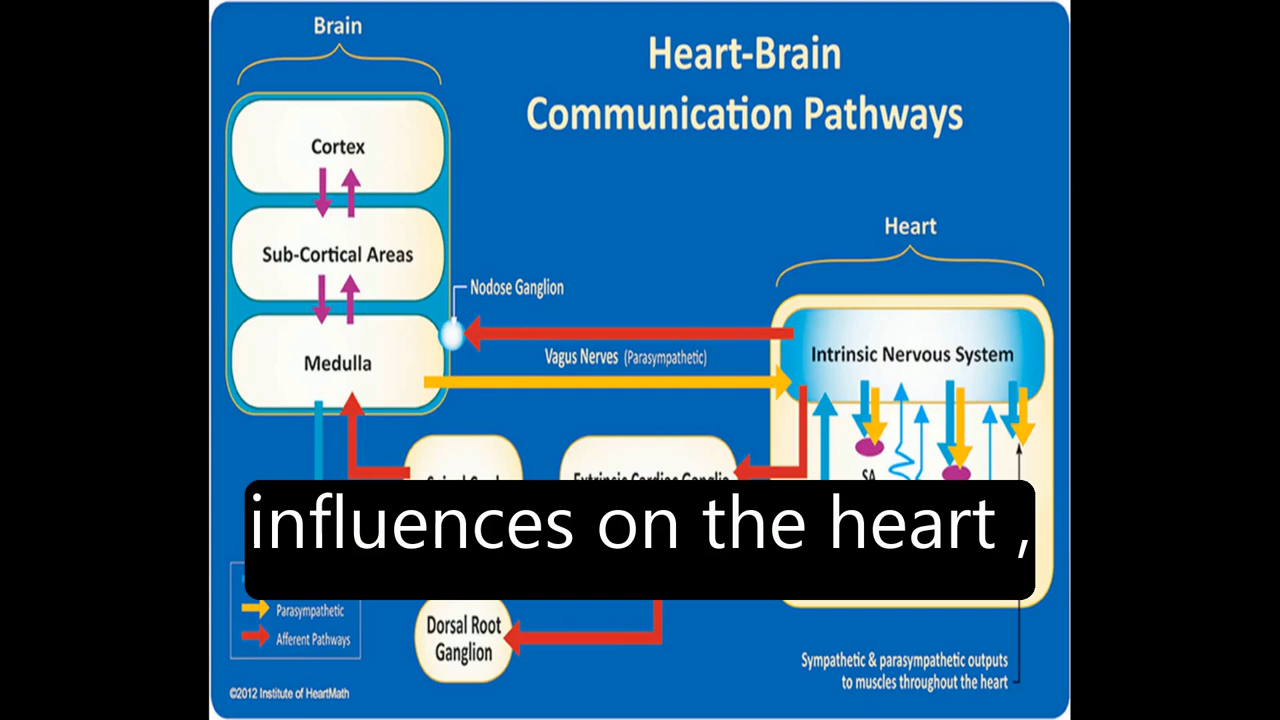 Brain
Heart-Brain
Communication Pathways
Cortex
Sub-Cortical Areas
Medulla
Nodose Ganglion
Vagus Nerves (Parasympathetic)
Heart
Intrinsic Nervous System
SA
influences on the heart ,
Parasympathetic
Afferent Pathways
Dorsal Root
Ganglion
Sympathetic & parasympathetic outputs
to muscles throughout the heart
©2012 Institute of HeartMath